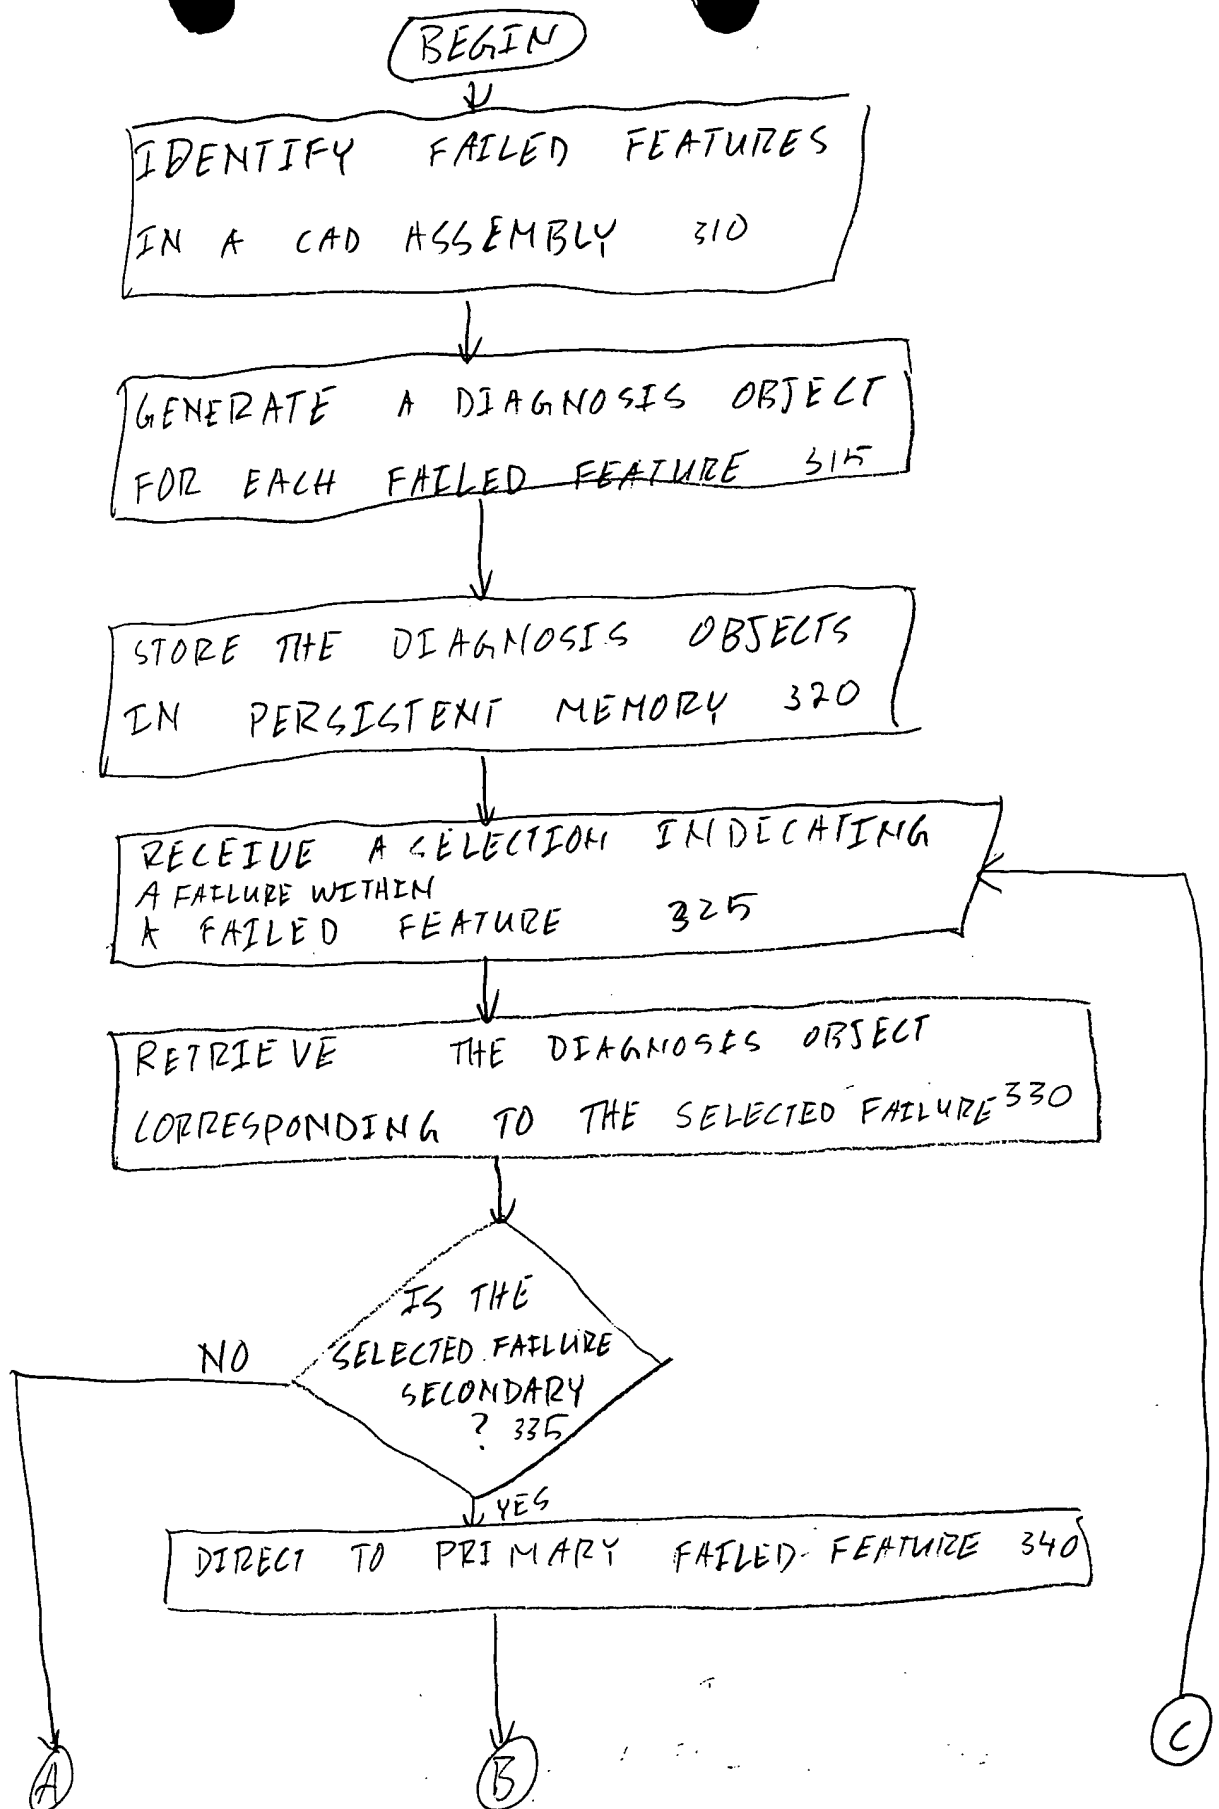 BEGIN
IDENTIFY FAILED FEATURES
IN A CAD ASSEMBLY 310
GENERATE A DIAGNOSIS OBJECT
FOR EACH FAILED FEATURE 315
STORE THE DIAGNOSIS OBJECTS
IN PERSISTENT MEMORY 320
RECEIVE A SELECTION INDICATING
A FAILURE WITHIN
A FAILED FEATURE 325
RETRIEVE THE DIAGNOSIS OBJECT
CORRESPONDING TO THE SELECTED FAILURE 330
IS THE
SELECTED FAILURE
SECONDARY
? 335
NO
YES
DIRECT TO PRIMARY FAILED FEATURE 340
A
B
C